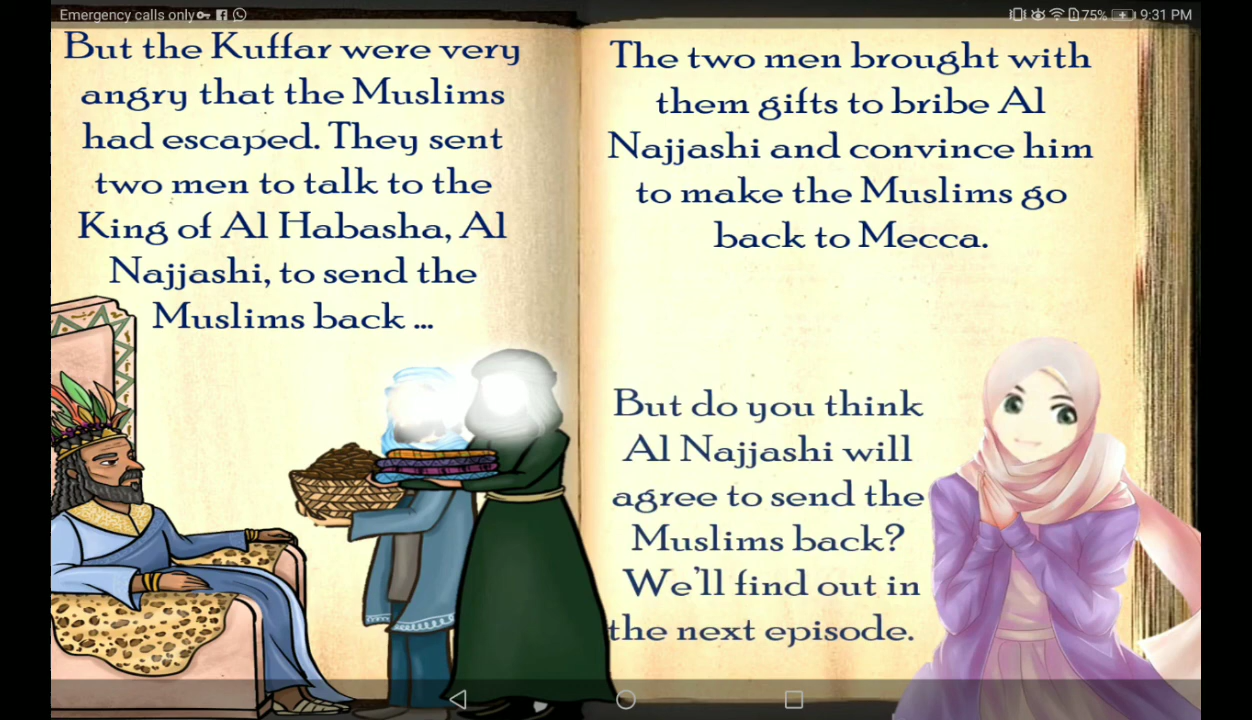 Emergency calls only
75%
9:31 PM
But the Kuffar were very
angry that the Muslims
had escaped. They sent
two men to talk to the
King of Al Habasha, Al
Najjashi, to send the
Muslims back ...
The two men brought with
them gifts to bribe Al
Najjashi and convince him
to make the Muslims go
back to Mecca.
But do you think
Al Najjashi will
agree to send the
Muslims back?
We'll find out in
the next episode.